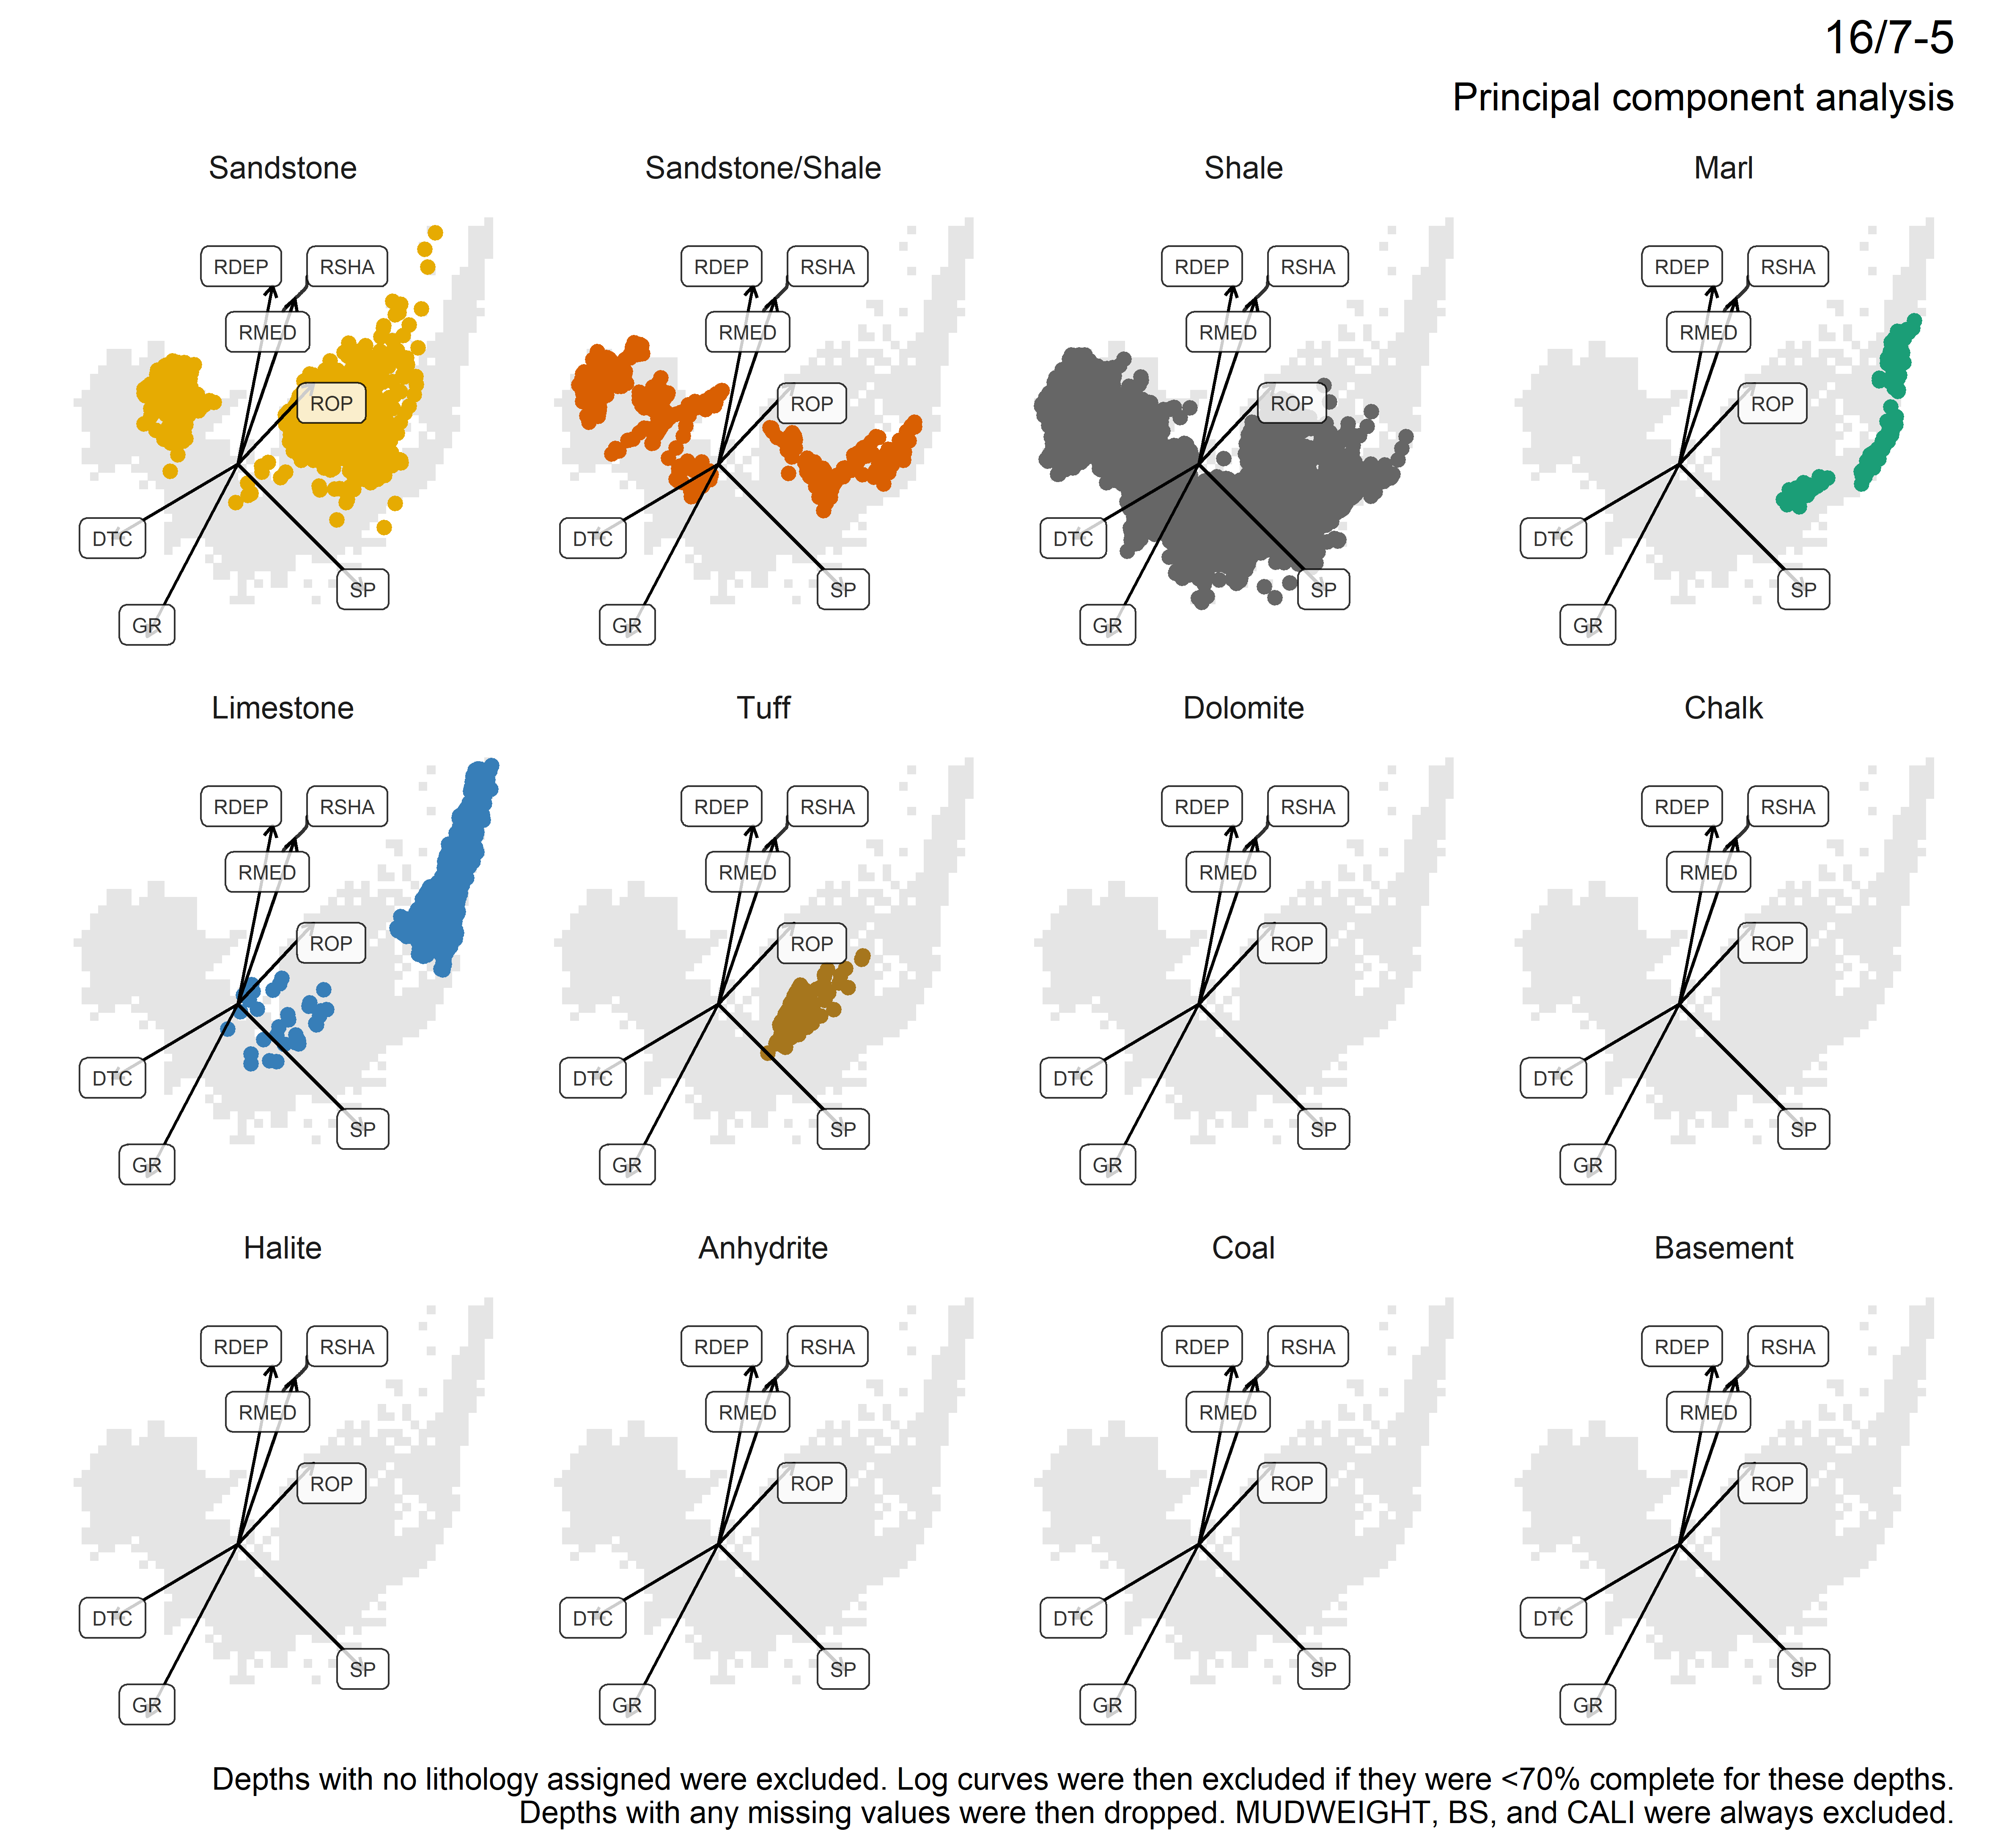 16/7-5
Principal component analysis
Sandstone
Sandstone/Shale
Shale
Marl
RDEP RSHA
RMED
ROP
DTC
SP
GR
RDEP RSHA
RMED
ROP
DTC
SP
GR
RDEP RSHA
RMED
ROP
DTC
SP
GR
RDEP RSHA
RMED
ROP
DTC
SP
GR
Limestone
Tuff
Dolomite
Chalk
RDEP RSHA
RMED
ROP
DTC
SP
GR
RDEP RSHA
RMED
ROP
DTC
SP
GR
RDEP RSHA
RMED
ROP
DTC
SP
GR
RDEP RSHA
RMED
ROP
DTC
SP
GR
Halite
Anhydrite
Coal
Basement
RDEP RSHA
RMED
ROP
DTC
SP
GR
RDEP RSHA
RMED
ROP
DTC
SP
GR
RDEP RSHA
RMED
ROP
DTC
SP
GR
RDEP RSHA
RMED
ROP
DTC
SP
GR
Depths with no lithology assigned were excluded. Log curves were then excluded if they were <70% complete for these depths.
Depths with any missing values were then dropped. MUDWEIGHT, BS, and CALI were always excluded.